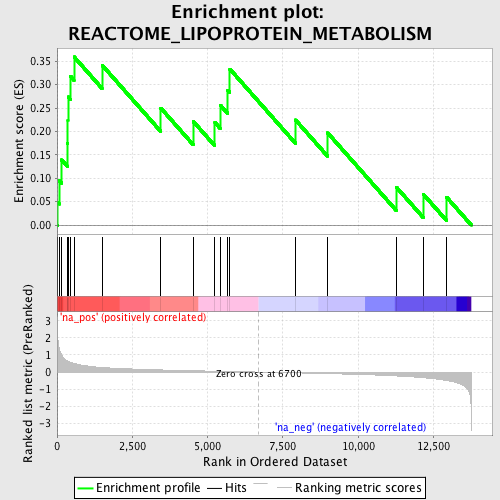 Enrichment plot:
REACTOME_LIPOPROTEIN_METABOLISM
Enrichment score (ES)
0.35
0.30
0.25
0.20
0.15
0.10
0.05
0.00
'na_pos' (positively correlated)
Ranked list metric (PreRanked)
3
2
1
0
-1
-2
-3
Zero cross at 6700
'na_neg' (negatively correlated)
0 2,500 5,000 7,500 10,000 12,500
Rank in Ordered Dataset
Enrichment profile Hits Ranking metric scores